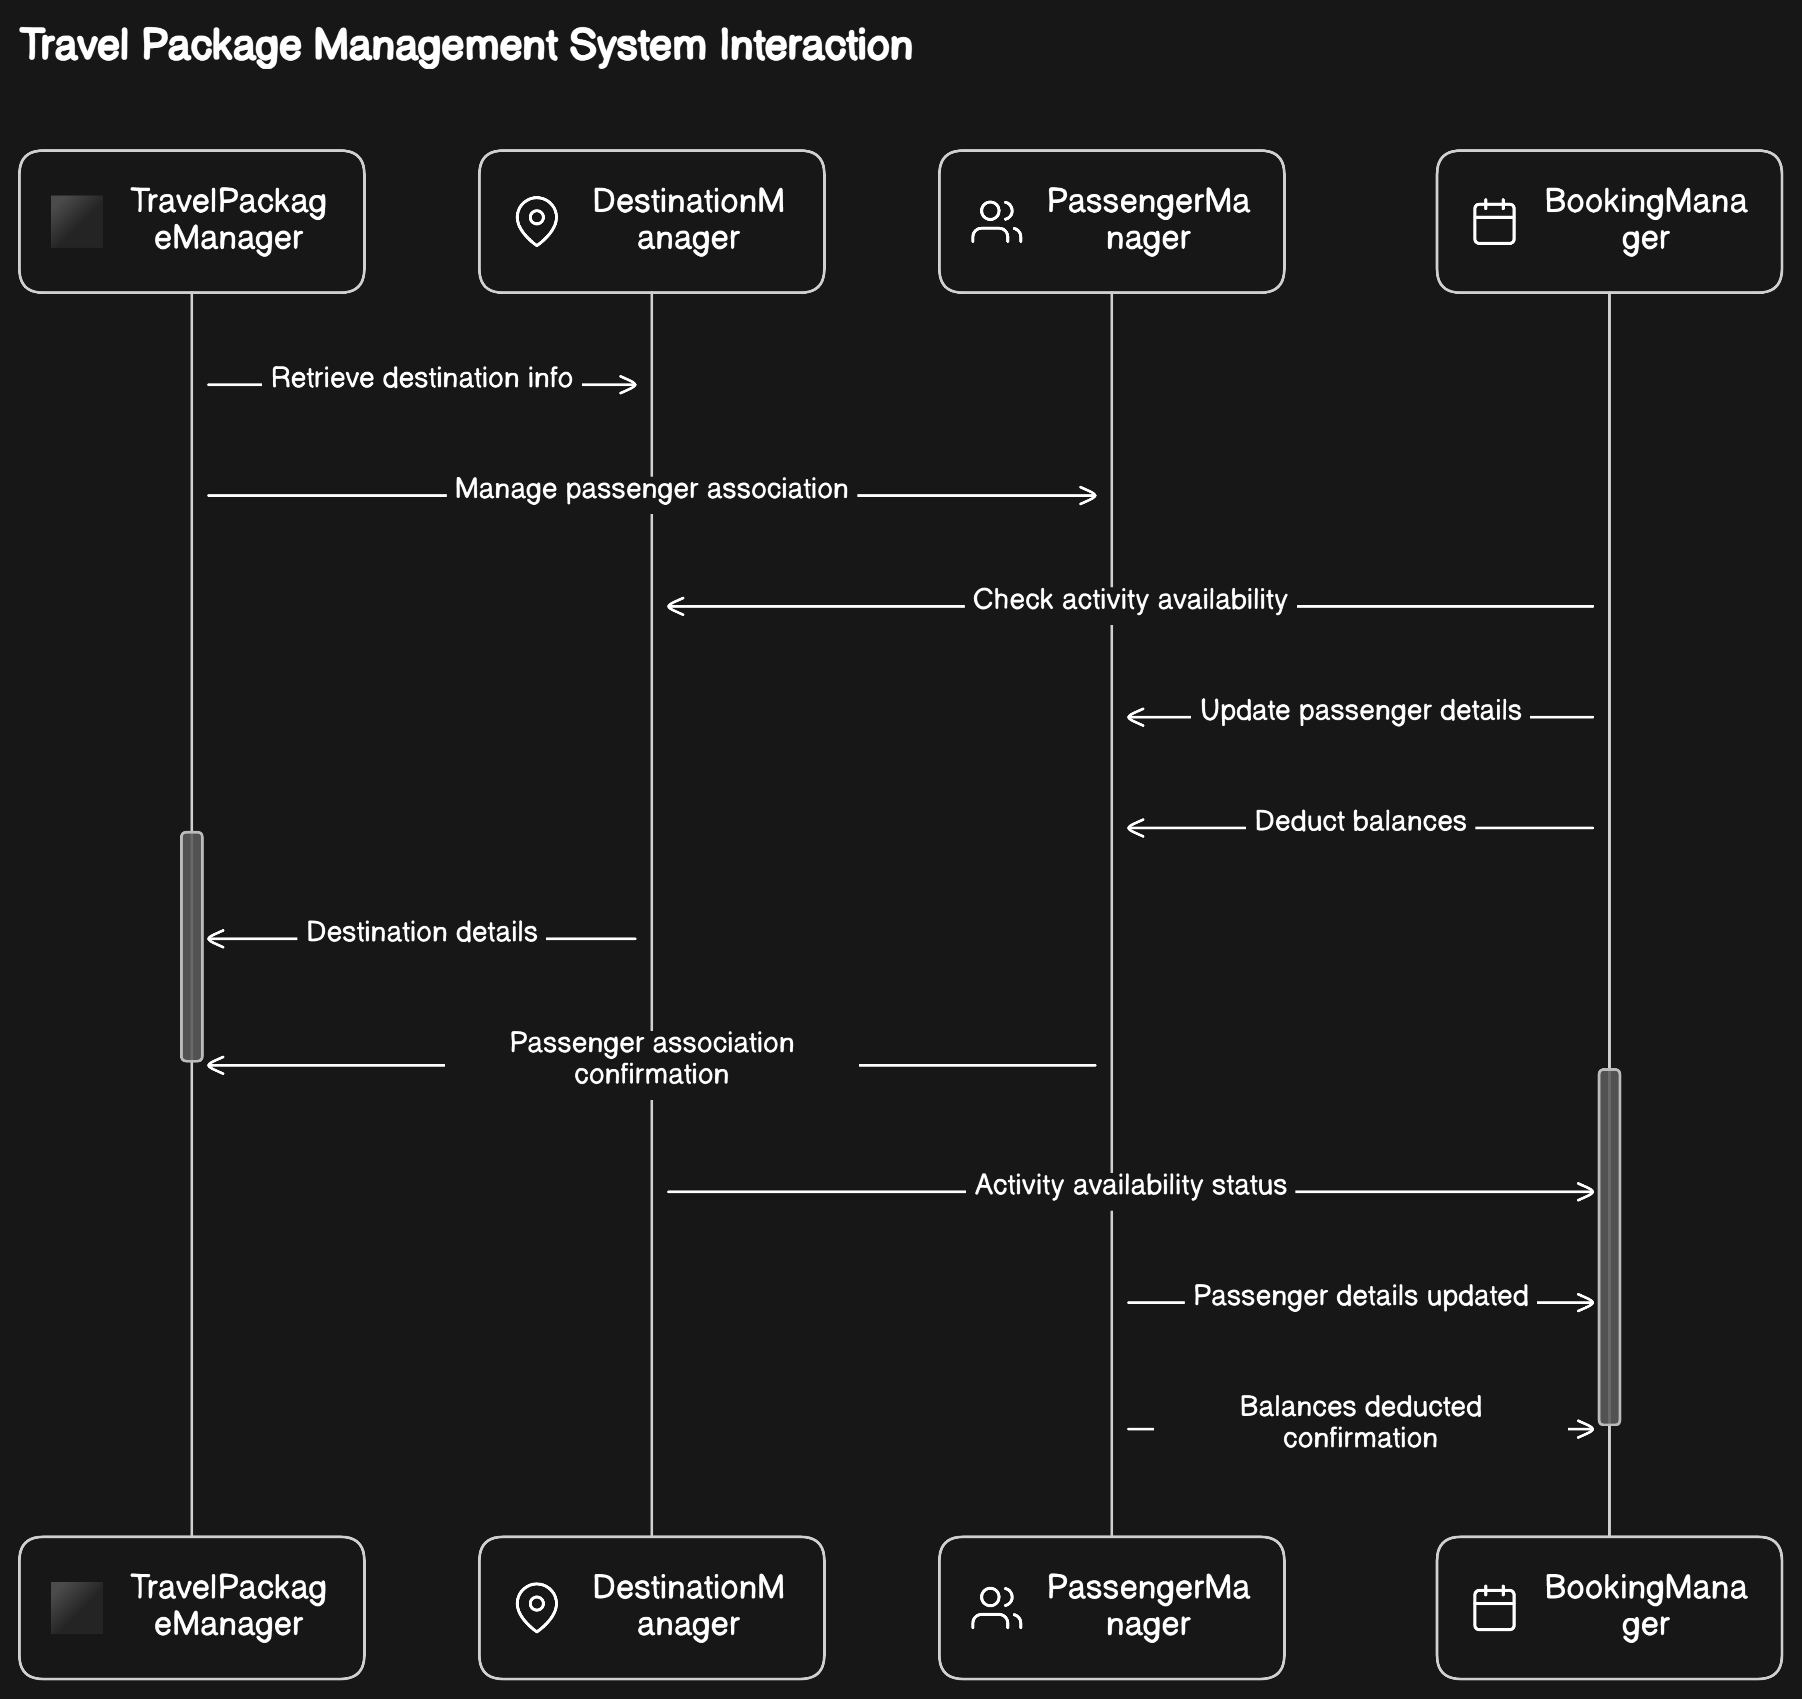 Travel Package Management System Interaction
TravelPackag
eManager
DestinationM
anager
PassengerMa
nager
BookingMana
ger
Retrieve destination info
Manage passenger association
Check activity availability
Update passenger details
Deduct balances
Destination details
Passenger association
confirmation
Activity availability status
Passenger details updated
Balances deducted
confirmation
TravelPackag
eManager
DestinationM
anager
PassengerMa
nager
BookingMana
ger